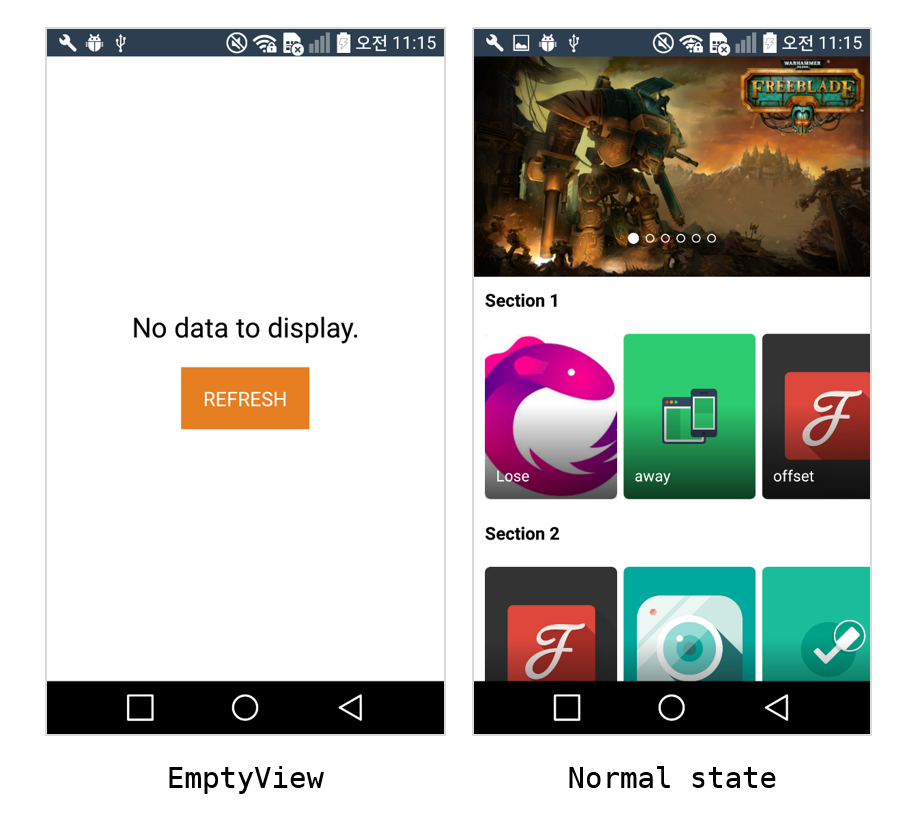 오전 11:15
No data to display.
REFRESH
EmptyView
오전 11:15
WARHAMMER
FREEBLADE
Section 1
Lose
away
offset
Section 2
Normal state